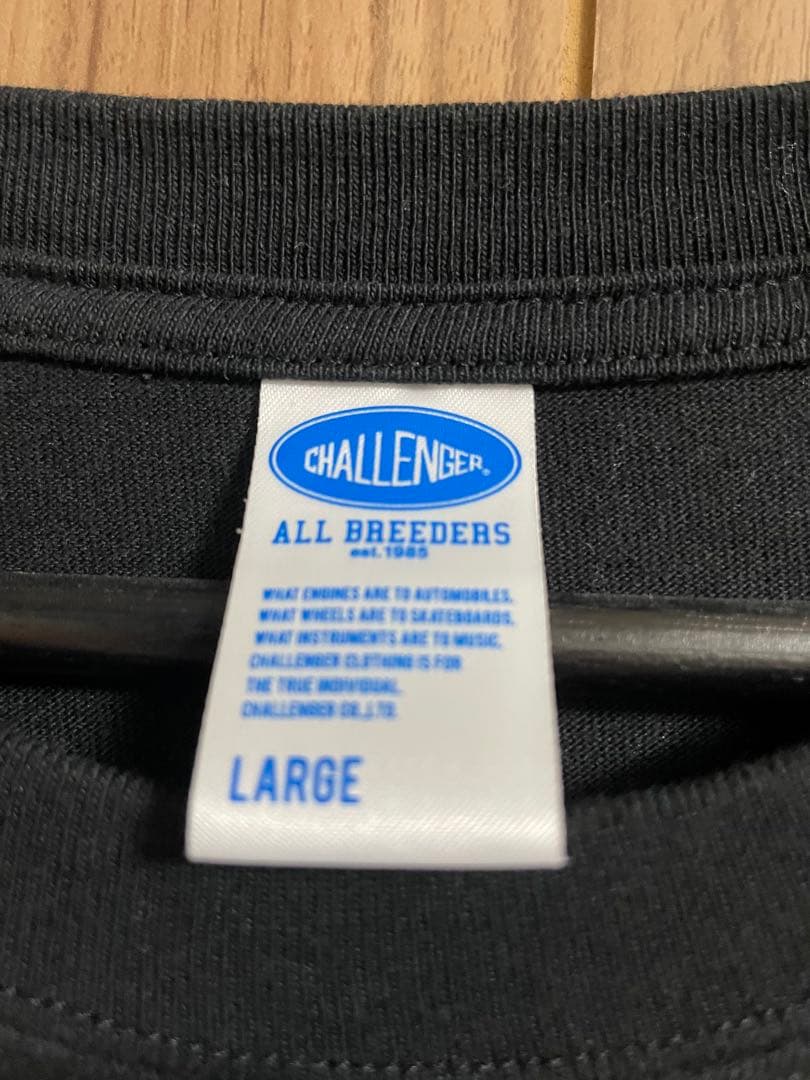 CHALLENGER®
ALL BREEDERS
est. 1985
WHAT ENGINES ARE TO AUTOMOBILES.
WHAT WHEELS ARE TO SKATEBOARDS.
WHAT INSTRUMENTS ARE TO MUSIC.
CHALLENGER CLOTHING IS FOR
THE TRUE INDIVIDUAL.
CHALLENGER CO.,LTD.
LARGE